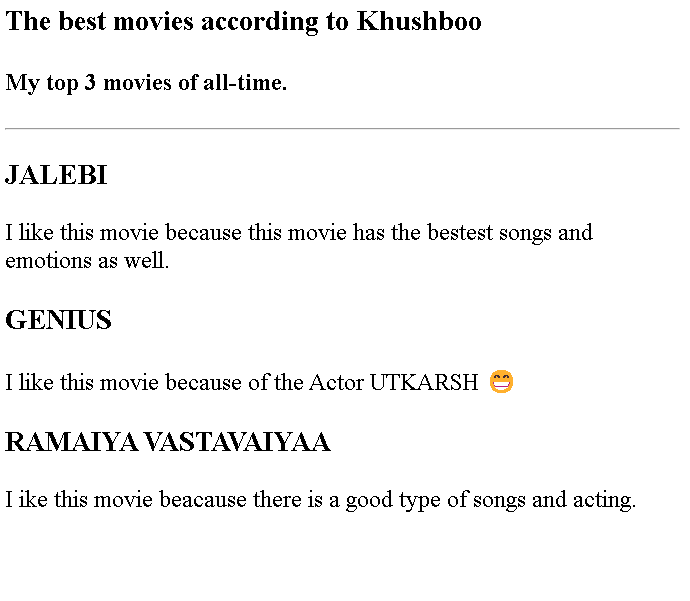 The best movies according to Khushboo
My top 3 movies of all-time.
JALEBI
I like this movie because this movie has the bestest songs and
emotions as well.
GENIUS
I like this movie because of the Actor UTKARSH 😁
RAMAIYA VASTAVAIYAA
I ike this movie beacause there is a good type of songs and acting.